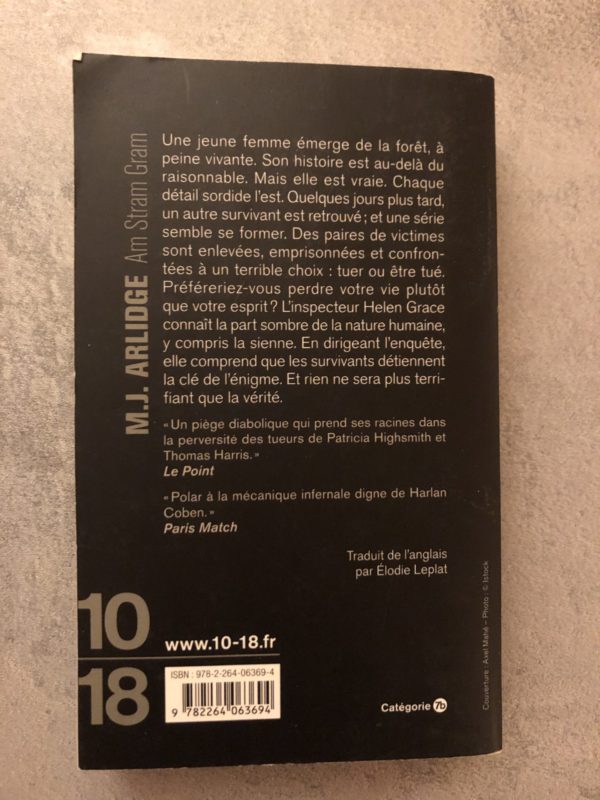 M.J. ARLIDGE Am Stram Gram
Une jeune femme émerge de la forêt, à
peine vivante. Son histoire est au-delà du
raisonnable. Mais elle est vraie. Chaque
détail sordide l'est. Quelques jours plus tard,
un autre survivant est retrouvé ; et une série
semble se former. Des paires de victimes
sont enlevées, emprisonnées et confron-
tées à un terrible choix : tuer ou être tué.
Préféreriez-vous perdre votre vie plutôt
que votre esprit ? L'inspecteur Helen Grace
connaît la part sombre de la nature humaine,
y compris la sienne. En dirigeant l'enquête,
elle comprend que les survivants détiennent
la clé de l'énigme. Et rien ne sera plus terri-
fiant que la vérité.
« Un piège diabolique qui prend ses racines dans
la perversité des tueurs de Patricia Highsmith et
Thomas Harris. »
Le Point
« Polar à la mécanique infernale digne de Harlan
Coben. »
Paris Match
Traduit de l'anglais
par Élodie Leplat
10
18
www.10-18.fr
ISBN : 978-2-264-06369-4
9 782264 063694
Catégorie 7b
Couverture : Axel Mahé – Photo : © Istock